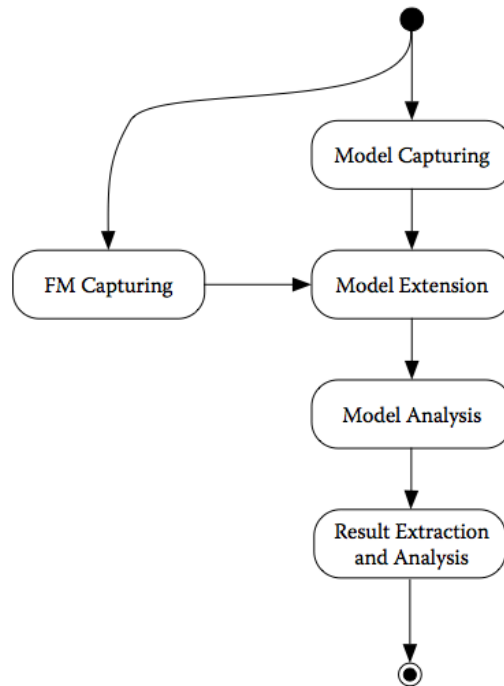 Model Capturing
FM Capturing
Model Extension
Model Analysis
Result Extraction
and Analysis